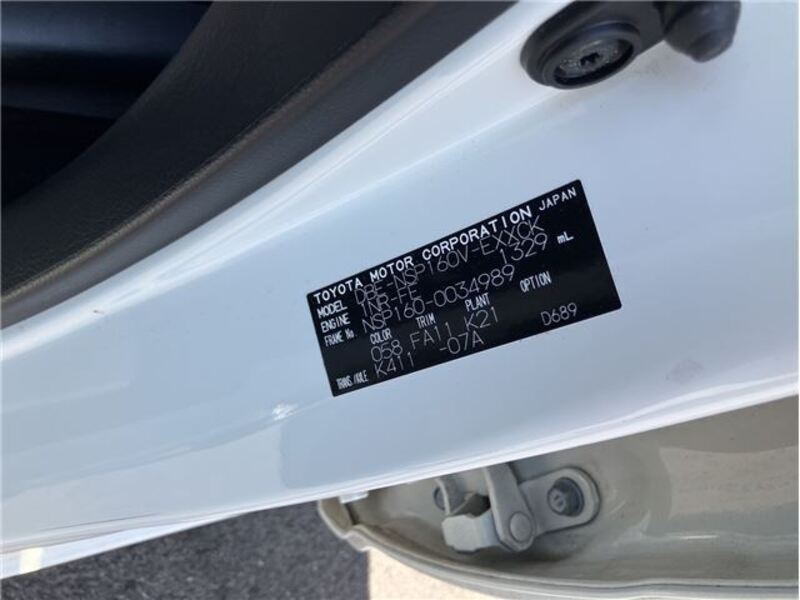 TOYOTA MOTOR CORPORATION JAPAN
MODEL DBF-NSP160V-EXXCK
ENGINE 1NR-FE 1329 mL
FRAME No. NSP160-0034989
COLOR TRIM PLANT OPTION
058 FA11 K21
TRANS/AXLE K411 -07A D689